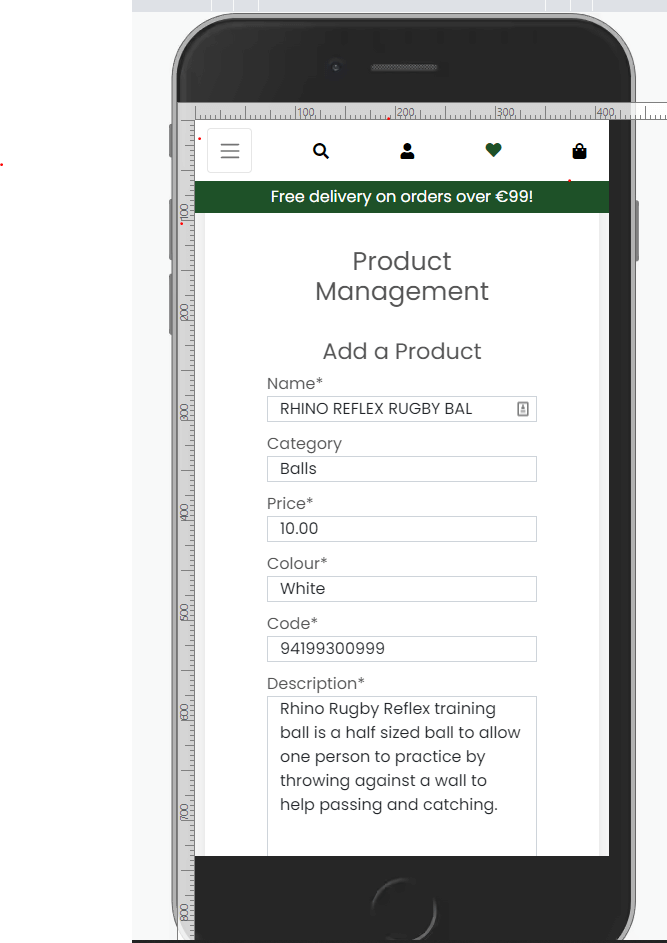 100 200 300 400
Free delivery on orders over €99!
100
200
300
400
500
600
700
800
Product
Management
Add a Product
Name*
RHINO REFLEX RUGBY BAL
Category
Balls
Price*
10.00
Colour*
White
Code*
94199300999
Description*
Rhino Rugby Reflex training
ball is a half sized ball to allow
one person to practice by
throwing against a wall to
help passing and catching.